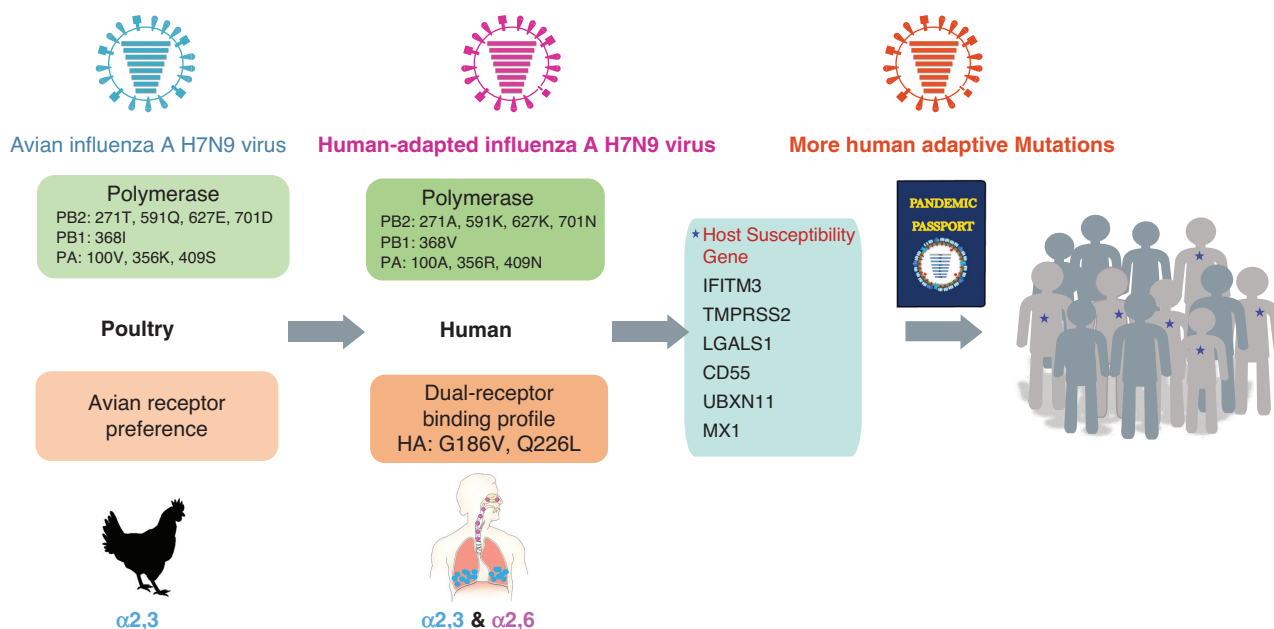 Avian influenza A H7N9 virus
Human-adapted influenza A H7N9 virus
More human adaptive Mutations
Polymerase
PB2: 271T, 591Q, 627E, 701D
PB1: 368I
PA: 100V, 356K, 409S
Polymerase
PB2: 271A, 591K, 627K, 701N
PB1: 368V
PA: 100A, 356R, 409N
Poultry
Human
Avian receptor
preference
Dual-receptor
binding profile
HA: G186V, Q226L
α2,3
α2,3 & α2,6
Host Susceptibility
Gene
IFITM3
TMPRSS2
LGALS1
CD55
UBXN11
MX1
PANDEMIC
PASSPORT